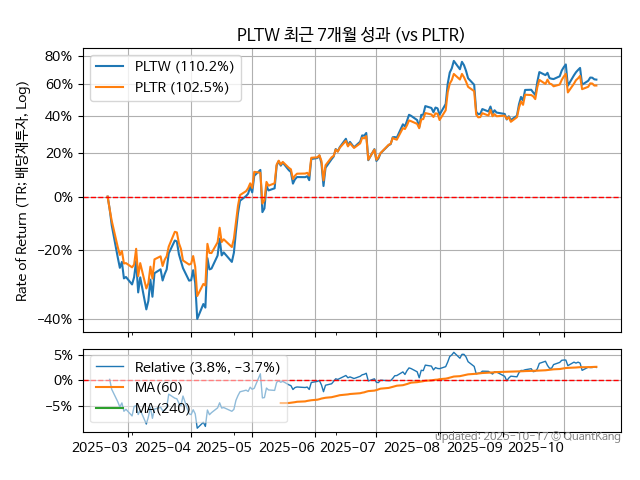 PLTW 최근 7개월 성과 (vs PLTR)
Rate of Return (TR; 배당재투자, Log)
80%
60%
40%
20%
0%
−20%
−40%
PLTW (110.2%)
PLTR (102.5%)
5%
0%
−5%
Relative (3.8%, −3.7%)
MA(60)
MA(240)
2025-03
2025-04
2025-05
2025-06
2025-07
2025-08
2025-09
2025-10
updated: 2025-10-17 © QuantKang